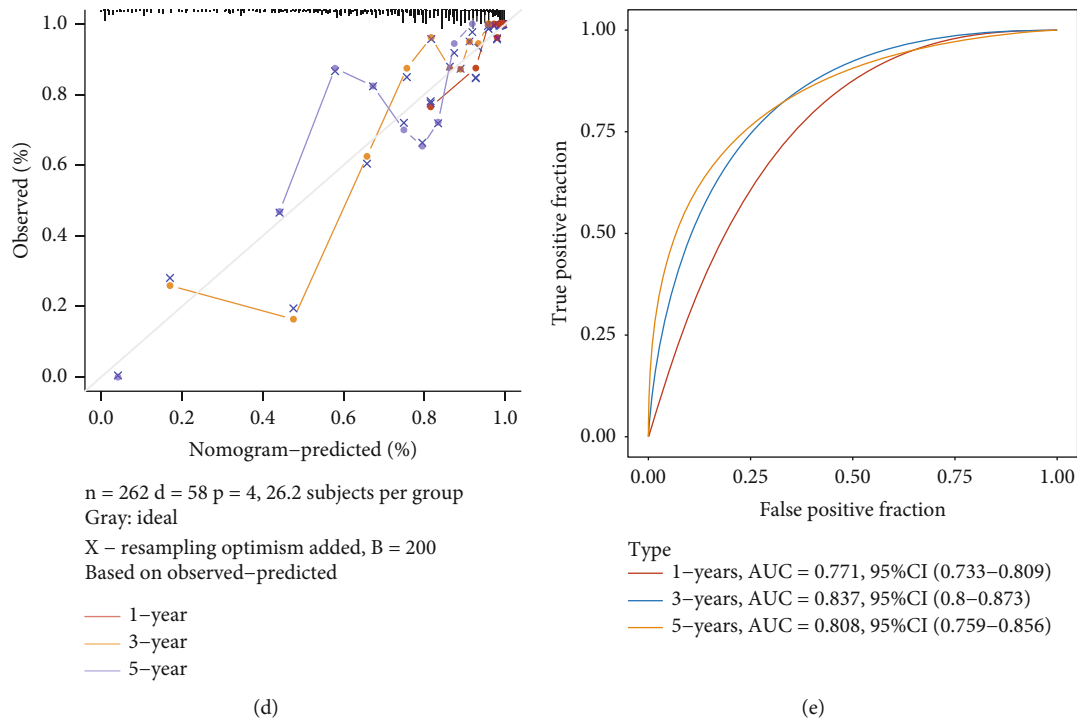 1.0
0.8
0.6
0.4
0.2
0.0
Observed (%)
0.0 0.2 0.4 0.6 0.8 1.0
Nomogram−predicted (%)
n = 262 d = 58 p = 4, 26.2 subjects per group
Gray: ideal
X − resampling optimism added, B = 200
Based on observed−predicted
1−year
3−year
5−year
(d)
1.00
0.75
0.50
0.25
0.00
True positive fraction
0.00 0.25 0.50 0.75 1.00
False positive fraction
Type
1−years, AUC = 0.771, 95%CI (0.733−0.809)
3−years, AUC = 0.837, 95%CI (0.8−0.873)
5−years, AUC = 0.808, 95%CI (0.759−0.856)
(e)